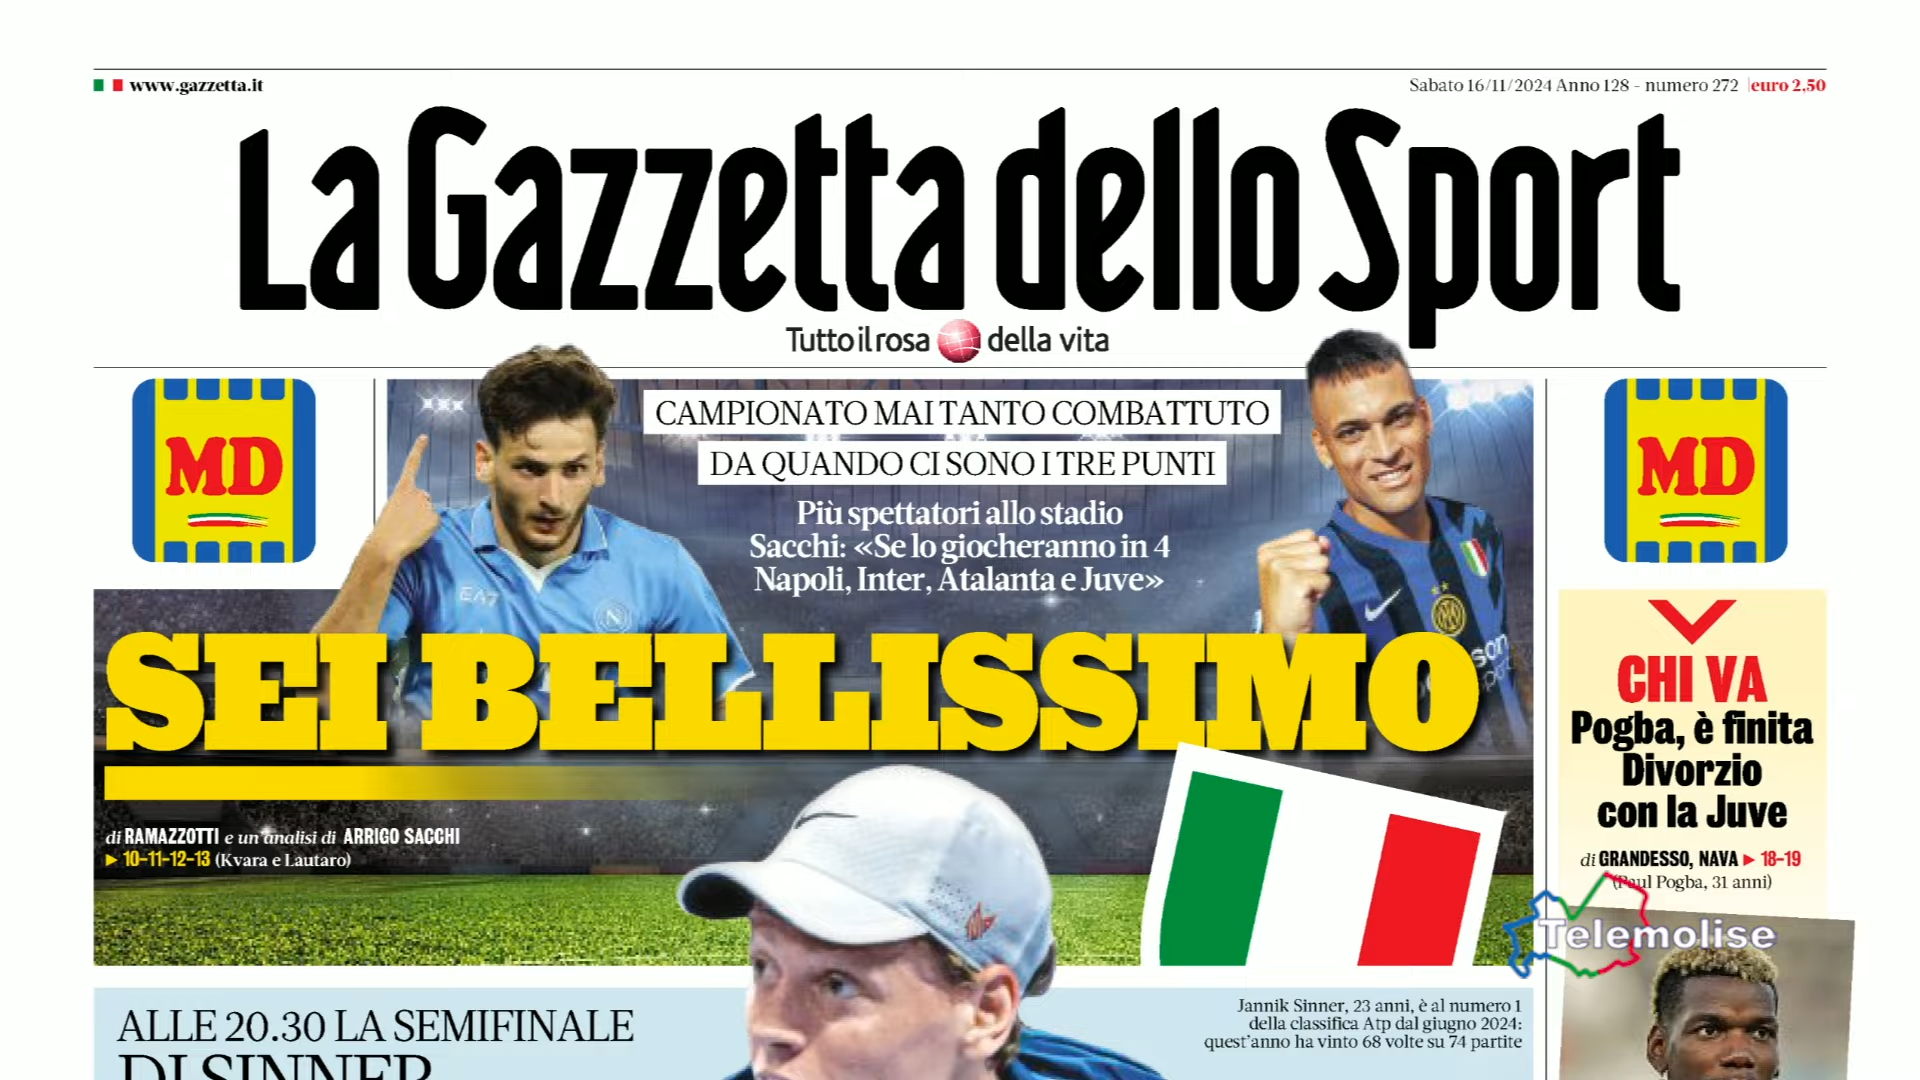 www.gazzetta.it
Sabato 16/11/2024 Anno 128 - numero 272 euro 2,50
La Gazzetta dello Sport
Tutto il rosa della vita
MD
CAMPIONATO MAI TANTO COMBATTUTO
DA QUANDO CI SONO I TRE PUNTI
Più spettatori allo stadio
Sacchi: «Se lo giocheranno in 4
Napoli, Inter, Atalanta e Juve»
MD
EA7
SEI BELLISSIMO
di RAMAZZOTTI e un'analisi di ARRIGO SACCHI
10-11-12-13 (Kvara e Lautaro)
CHI VA
Pogba, è finita
Divorzio
con la Juve
di GRANDESSO, NAVA 18-19
(Paul Pogba, 31 anni)
Telemolise
ALLE 20.30 LA SEMIFINALE
DI SINNER
Jannik Sinner, 23 anni, è al numero 1
della classifica Atp dal giugno 2024:
quest'anno ha vinto 68 volte su 74 partite